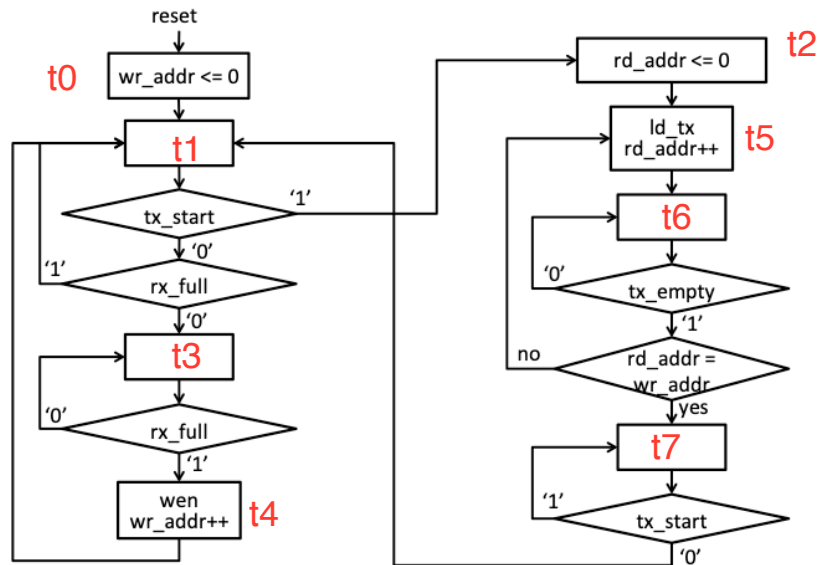 reset
t0
wr_addr <= 0
t1
tx_start
'1'
'0'
'1'
rx_full
'0'
t3
'0'
rx_full
'1'
wen
wr_addr++
t4
t2
rd_addr <= 0
ld_tx
rd_addr++
t5
t6
'0'
tx_empty
'1'
no
rd_addr =
wr_addr
yes
t7
'1'
tx_start
'0'